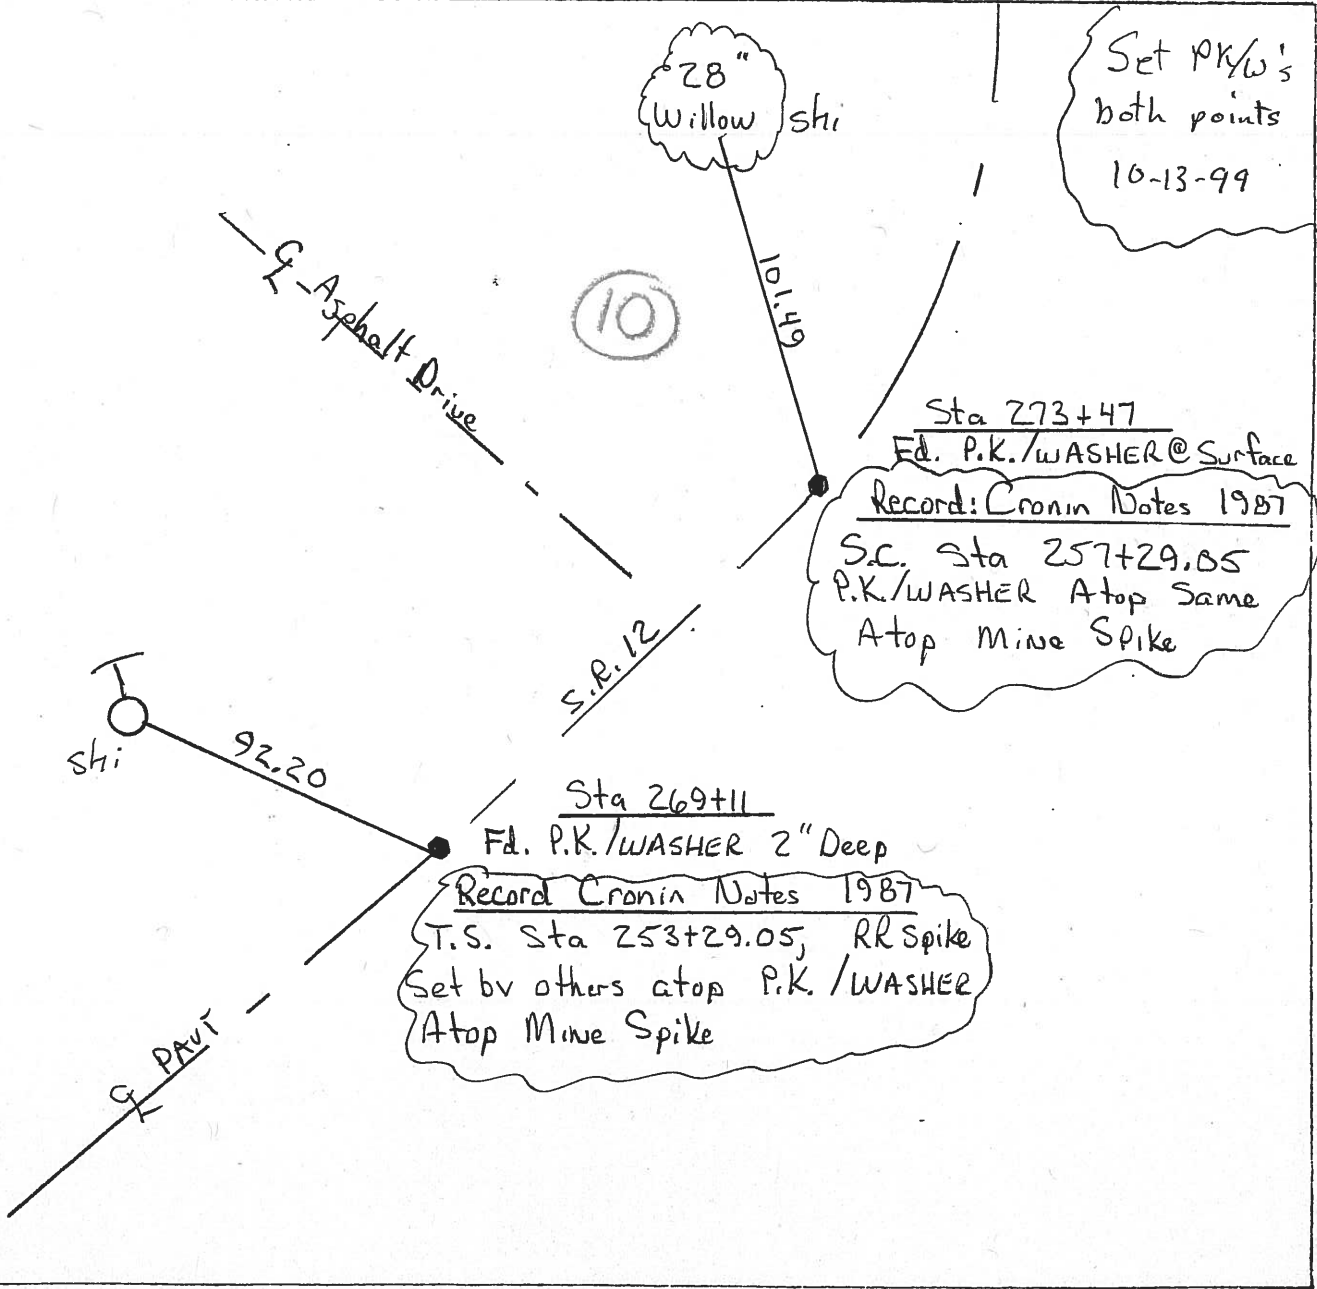 28"
Willow
shi
Set PK/W's
both points
10-13-99
℄ Asphalt Drive
10
101.49
Sta 273+47
Fd. P.K./WASHER @ Surface
Record: Cronin Notes 1987
S.C. Sta 257+29.05
P.K./WASHER Atop Same
Atop Mine Spike
S.R. 12
shi
92.20
Sta 269+11
Fd. P.K./WASHER 2" Deep
Record Cronin Notes 1987
T.S. Sta 253+29.05, RR Spike
Set by others atop P.K./WASHER
Atop Mine Spike
℄ PAVT